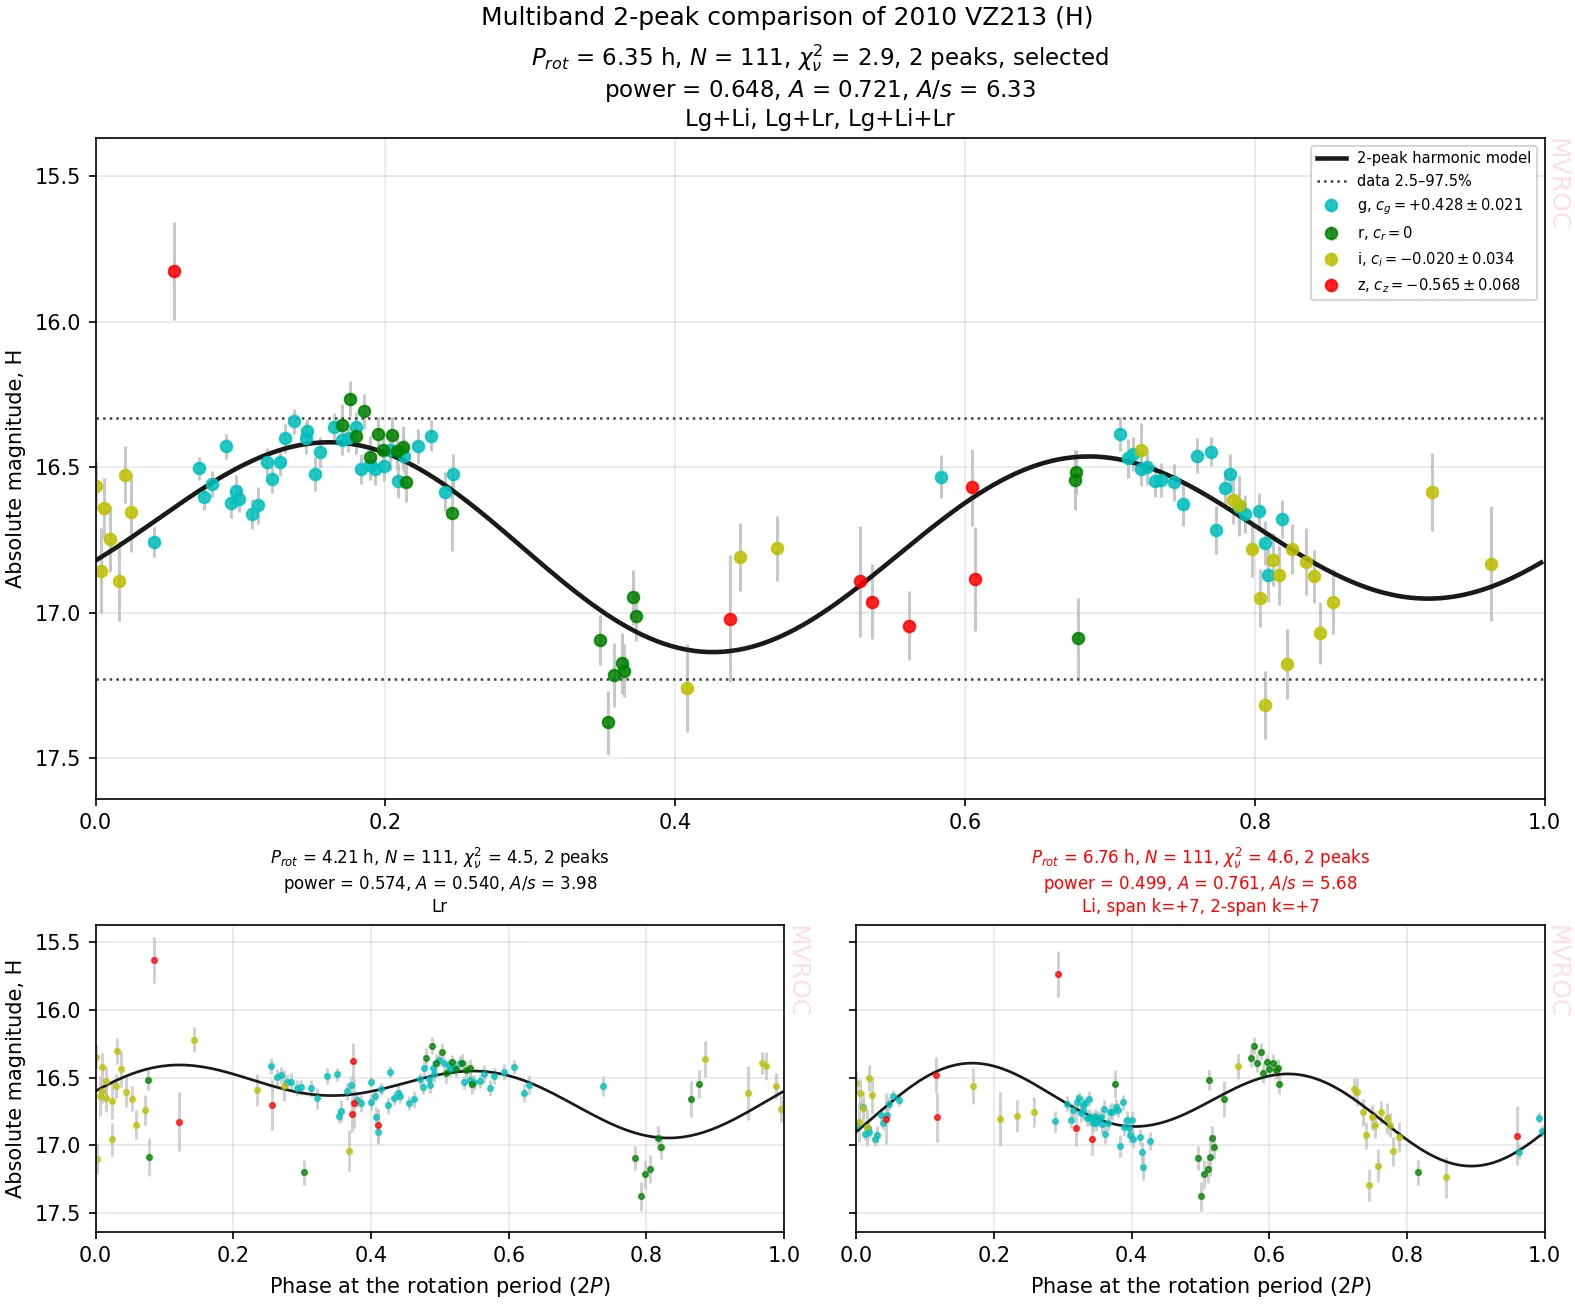 Multiband 2-peak comparison of 2010 VZ213 (H)
P_rot = 6.35 h, N = 111, χ²_ν = 2.9, 2 peaks, selected
power = 0.648, A = 0.721, A/s = 6.33
Lg+Li, Lg+Lr, Lg+Li+Lr
2-peak harmonic model
data 2.5–97.5%
g, c_g = +0.428 ± 0.021
r, c_r = 0
i, c_i = −0.020 ± 0.034
z, c_z = −0.565 ± 0.068
MVROC
Absolute magnitude, H
15.5
16.0
16.5
17.0
17.5
0.0 0.2 0.4 0.6 0.8 1.0
P_rot = 4.21 h, N = 111, χ²_ν = 4.5, 2 peaks
power = 0.574, A = 0.540, A/s = 3.98
Lr
MVROC
Absolute magnitude, H
15.5
16.0
16.5
17.0
17.5
0.0 0.2 0.4 0.6 0.8 1.0
Phase at the rotation period (2P)
P_rot = 6.76 h, N = 111, χ²_ν = 4.6, 2 peaks
power = 0.499, A = 0.761, A/s = 5.68
Li, span k=+7, 2-span k=+7
MVROC
0.0 0.2 0.4 0.6 0.8 1.0
Phase at the rotation period (2P)